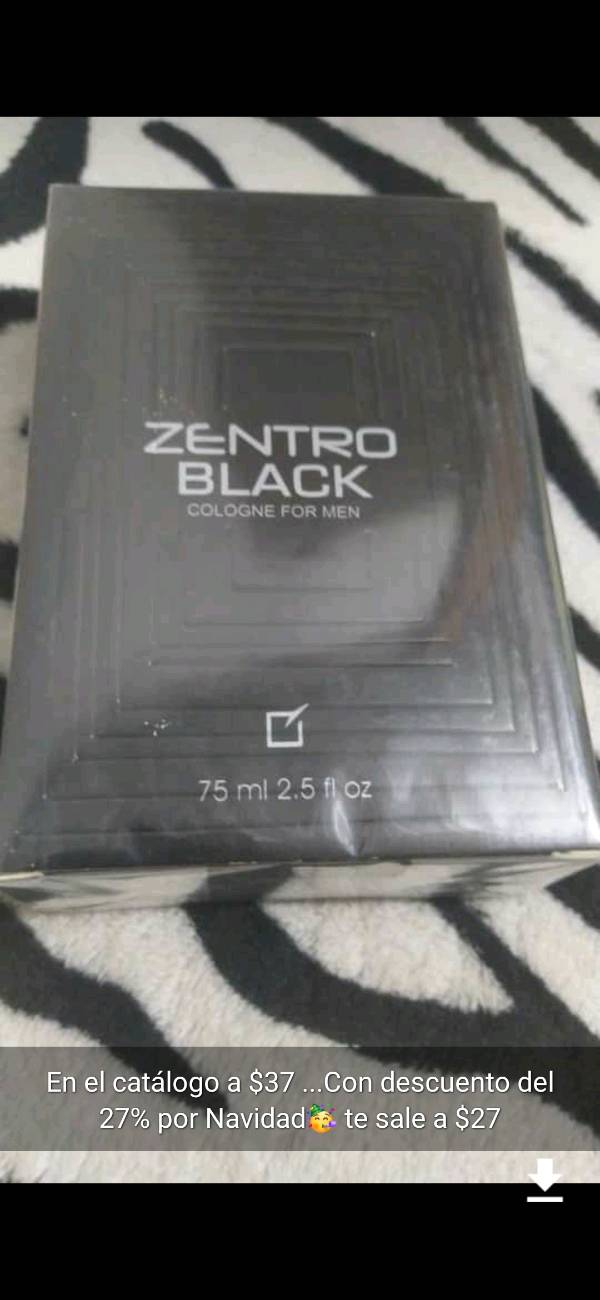 ZENTRO
BLACK
COLOGNE FOR MEN
75 ml 2.5 fl oz
En el catálogo a $37 ...Con descuento del
27% por Navidad🥳 te sale a $27